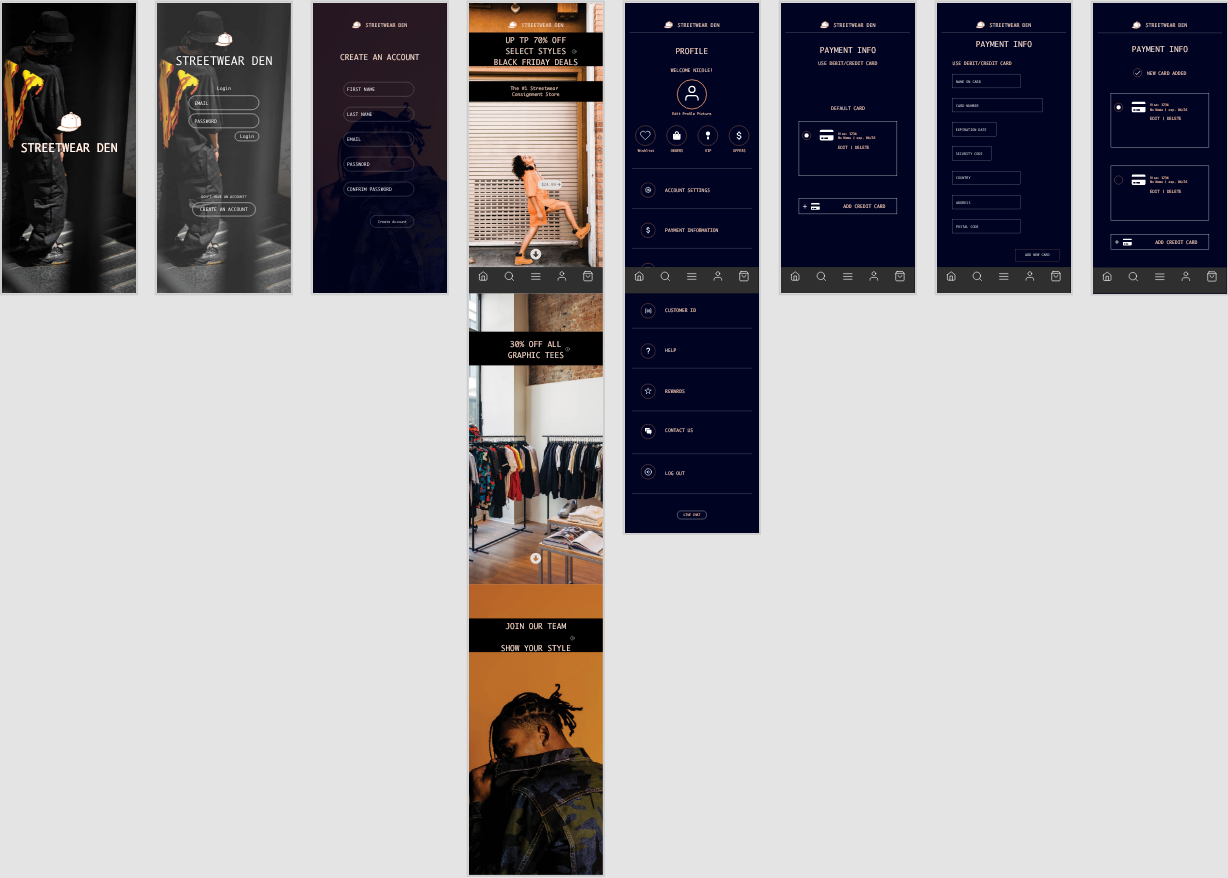 STREETWEAR DEN
STREETWEAR DEN
Login
EMAIL
PASSWORD
Login
DON'T HAVE AN ACCOUNT?
CREATE AN ACCOUNT
STREETWEAR DEN
CREATE AN ACCOUNT
FIRST NAME
LAST NAME
EMAIL
PASSWORD
CONFRIM PASSWORD
Create Account
STREETWEAR DEN
UP TP 70% OFF
SELECT STYLES
BLACK FRIDAY DEALS
The #1 Streetwear
Consignment Store
30% OFF ALL
GRAPHIC TEES
JOIN OUR TEAM
SHOW YOUR STYLE
STREETWEAR DEN
PROFILE
WELCOME NICOLE!
Edit Profile Picture
Wishlist
ORDERS
VIP
OFFERS
ACCOUNT SETTINGS
PAYMENT INFORMATION
CUSTOMER ID
HELP
REWARDS
CONTACT US
LOG OUT
LIVE CHAT
STREETWEAR DEN
PAYMENT INFO
USE DEBIT/CREDIT CARD
DEFAULT CARD
Visa: 1234
EDIT | DELETE
+ ADD CREDIT CARD
STREETWEAR DEN
PAYMENT INFO
USE DEBIT/CREDIT CARD
NAME ON CARD
CARD NUMBER
EXPIRATION DATE
SECURITY CODE
COUNTRY
ADDRESS
POSTAL CODE
ADD NEW CARD
STREETWEAR DEN
PAYMENT INFO
NEW CARD ADDED
Visa: 1234
EDIT | DELETE
Visa: 1234
EDIT | DELETE
+ ADD CREDIT CARD